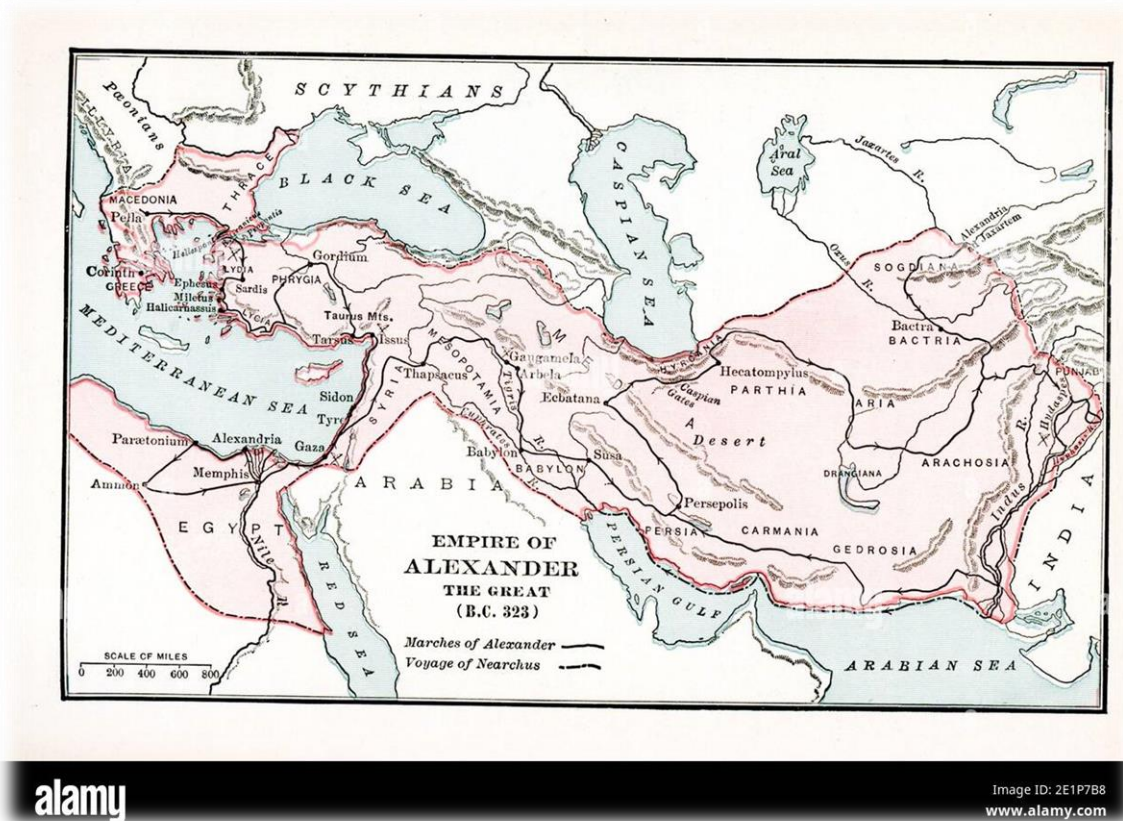 SCYTHIANS
Pœonians
ILLYRIA
MACEDONIA
Pella
THRACE
BLACK SEA
CASPIAN SEA
Aral Sea
Jaxartes R.
Alexandria
Jaxartem
Oxus R.
SOGDIANA
Corinth
GREECE
LYDIA
Sardis
Ephesus
Miletus
Halicarnassus
LYCIA
PHRYGIA
Gordium
Taurus Mts.
Tarsus
Issus
MEDITERRANEAN SEA
Sidon
Tyre
SYRIA
Thapsacus
MESOPOTAMIA
Gaugamela
Arbela
Tigris R.
Euphrates R.
MEDIA
Ecbatana
HYRCANIA
Caspian
Gates
Hecatompylus
PARTHIA
Bactra
BACTRIA
ARIA
Desert
PUNJAB
Hydaspes
Parætonium
Alexandria
Gaza
Memphis
Ammon
EGYPT
Nile R.
ARABIA
Babylon
BABYLON
Susa
Persepolis
PERSIA
CARMANIA
GEDROSIA
DRANGIANA
ARACHOSIA
Indus R.
INDIA
RED SEA
PERSIAN GULF
ARABIAN SEA
EMPIRE OF
ALEXANDER
THE GREAT
(B.C. 323)
Marches of Alexander
Voyage of Nearchus
SCALE OF MILES
0 200 400 600 800
alamy
Image ID: 2E1P7B8
www.alamy.com